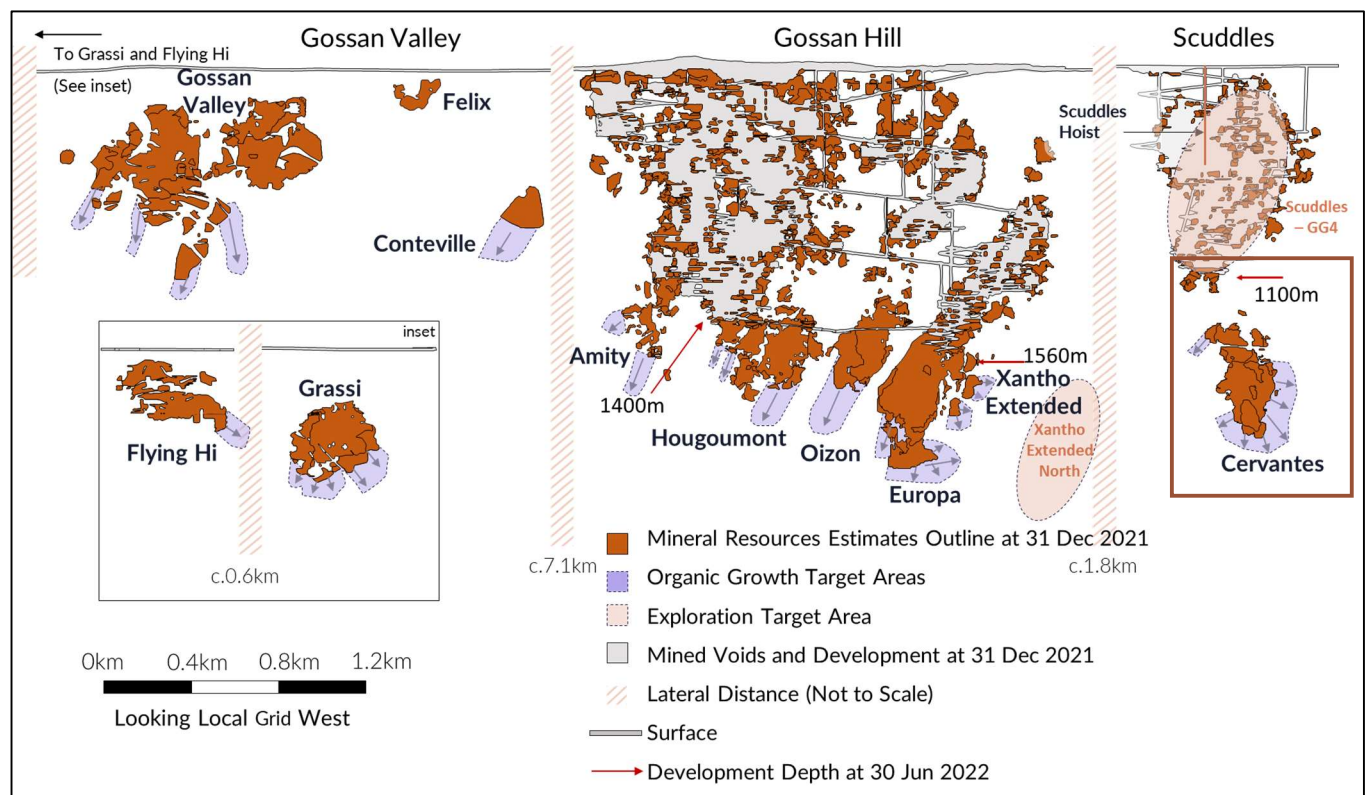 To Grassi and Flying Hi
(See inset)
Gossan Valley
Gossan Hill
Scuddles
Gossan
Valley
Felix
Conteville
Scuddles
Hoist
Scuddles
– GG4
1100m
Amity
1400m
Hougoumont
Oizon
Europa
1560m
Xantho
Extended
Xantho
Extended
North
Cervantes
inset
Flying Hi
Grassi
c.0.6km
c.7.1km
c.1.8km
Mineral Resources Estimates Outline at 31 Dec 2021
Organic Growth Target Areas
Exploration Target Area
Mined Voids and Development at 31 Dec 2021
Lateral Distance (Not to Scale)
Surface
Development Depth at 30 Jun 2022
0km 0.4km 0.8km 1.2km
Looking Local Grid West